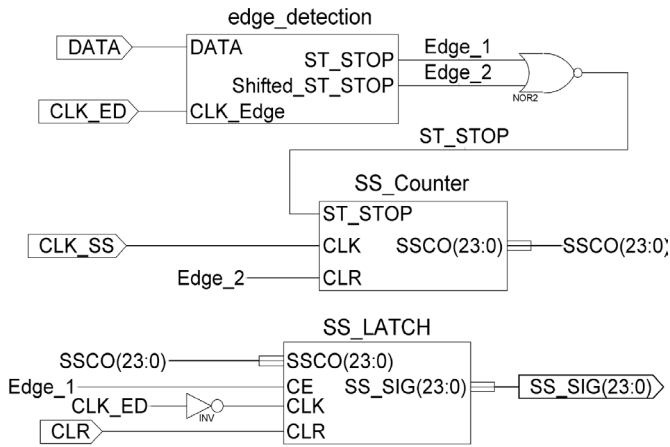 edge_detection
DATA DATA
ST_STOP Edge_1
Shifted_ST_STOP Edge_2
CLK_ED CLK_Edge
NOR2
ST_STOP
SS_Counter
ST_STOP
CLK_SS CLK SSCO(23:0) SSCO(23:0)
Edge_2 CLR
SS_LATCH
SSCO(23:0) SSCO(23:0)
Edge_1 CE SS_SIG(23:0) SS_SIG(23:0)
CLK_ED INV CLK
CLR CLR